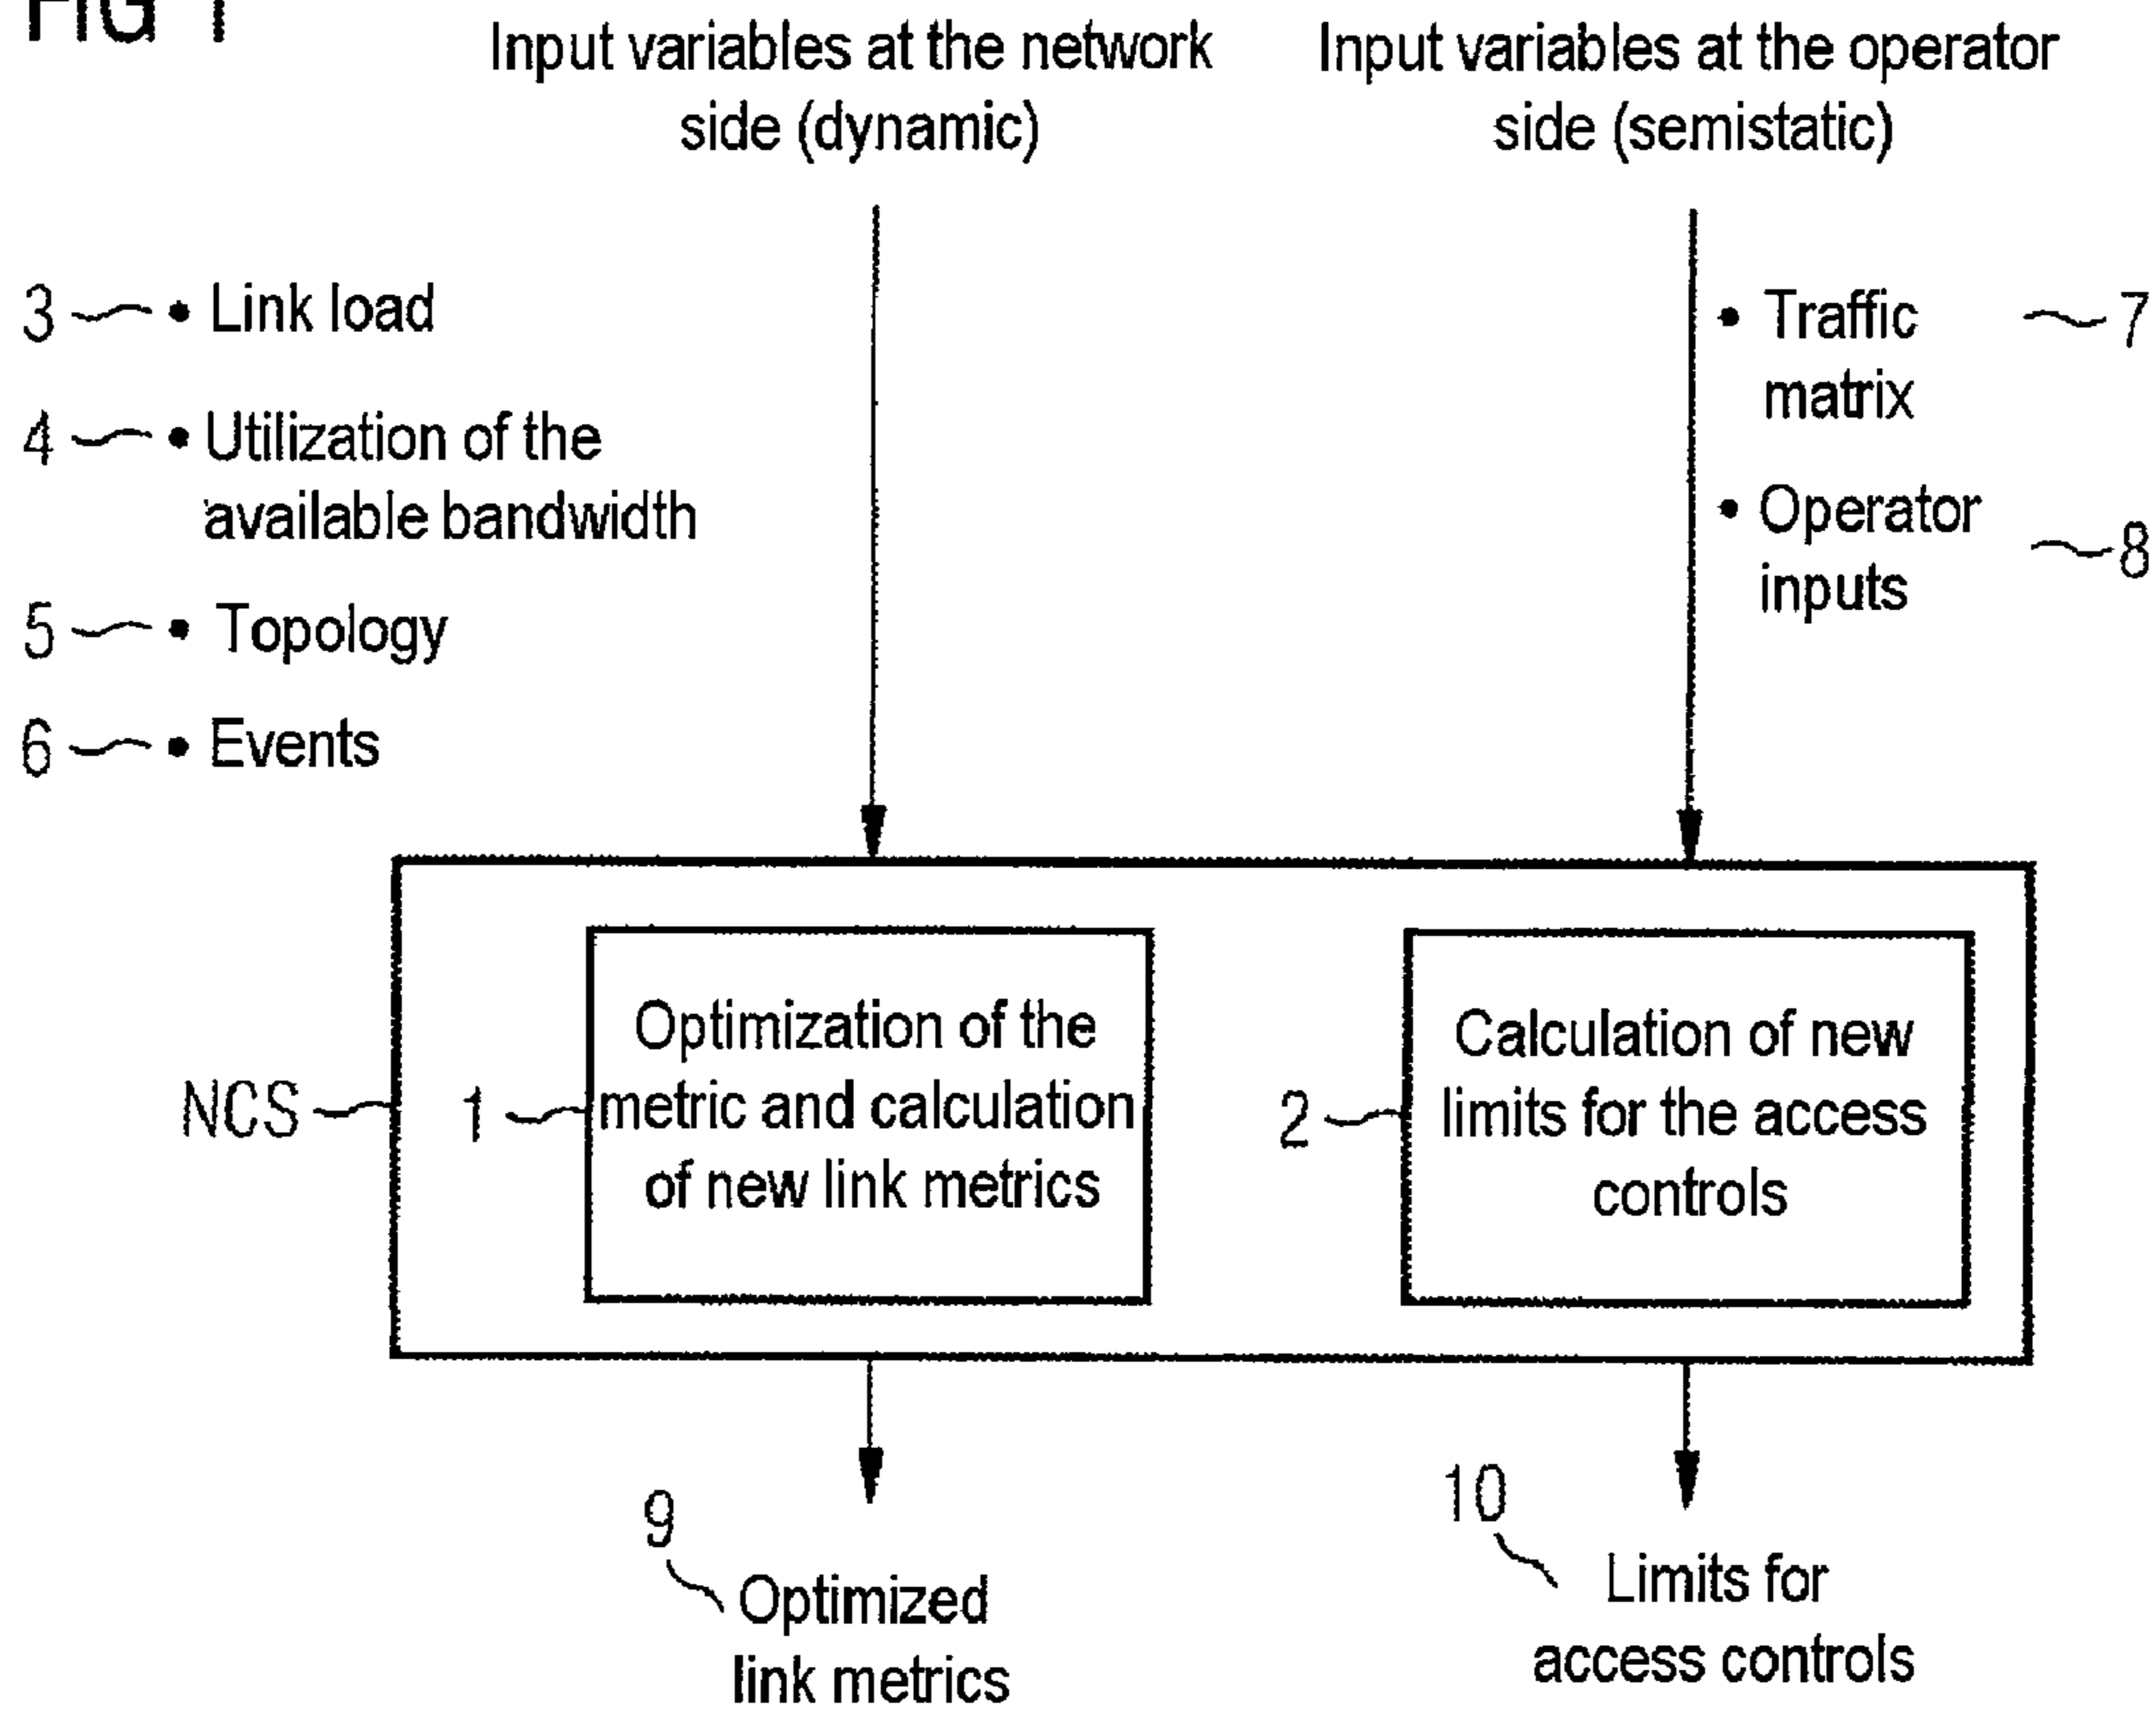 FIG 1
Input variables at the network
side (dynamic)
Input variables at the operator
side (semistatic)
3 • Link load
4 • Utilization of the
available bandwidth
5 • Topology
6 • Events
• Traffic 7
matrix
• Operator
inputs 8
NCS
1
Optimization of the
metric and calculation
of new link metrics
2
Calculation of new
limits for the access
controls
9
Optimized
link metrics
10
Limits for
access controls